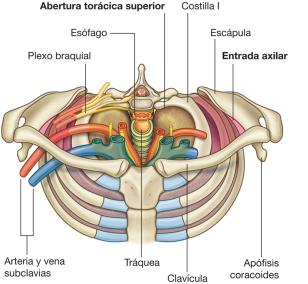 Abertura torácica superior
Costilla I
Esófago
Escápula
Plexo braquial
Entrada axilar
Arteria y vena
subclavias
Tráquea
Clavícula
Apófisis
coracoides